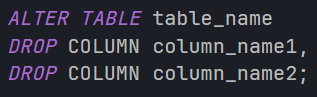 ALTER TABLE table_name
DROP COLUMN column_name1,
DROP COLUMN column_name2;